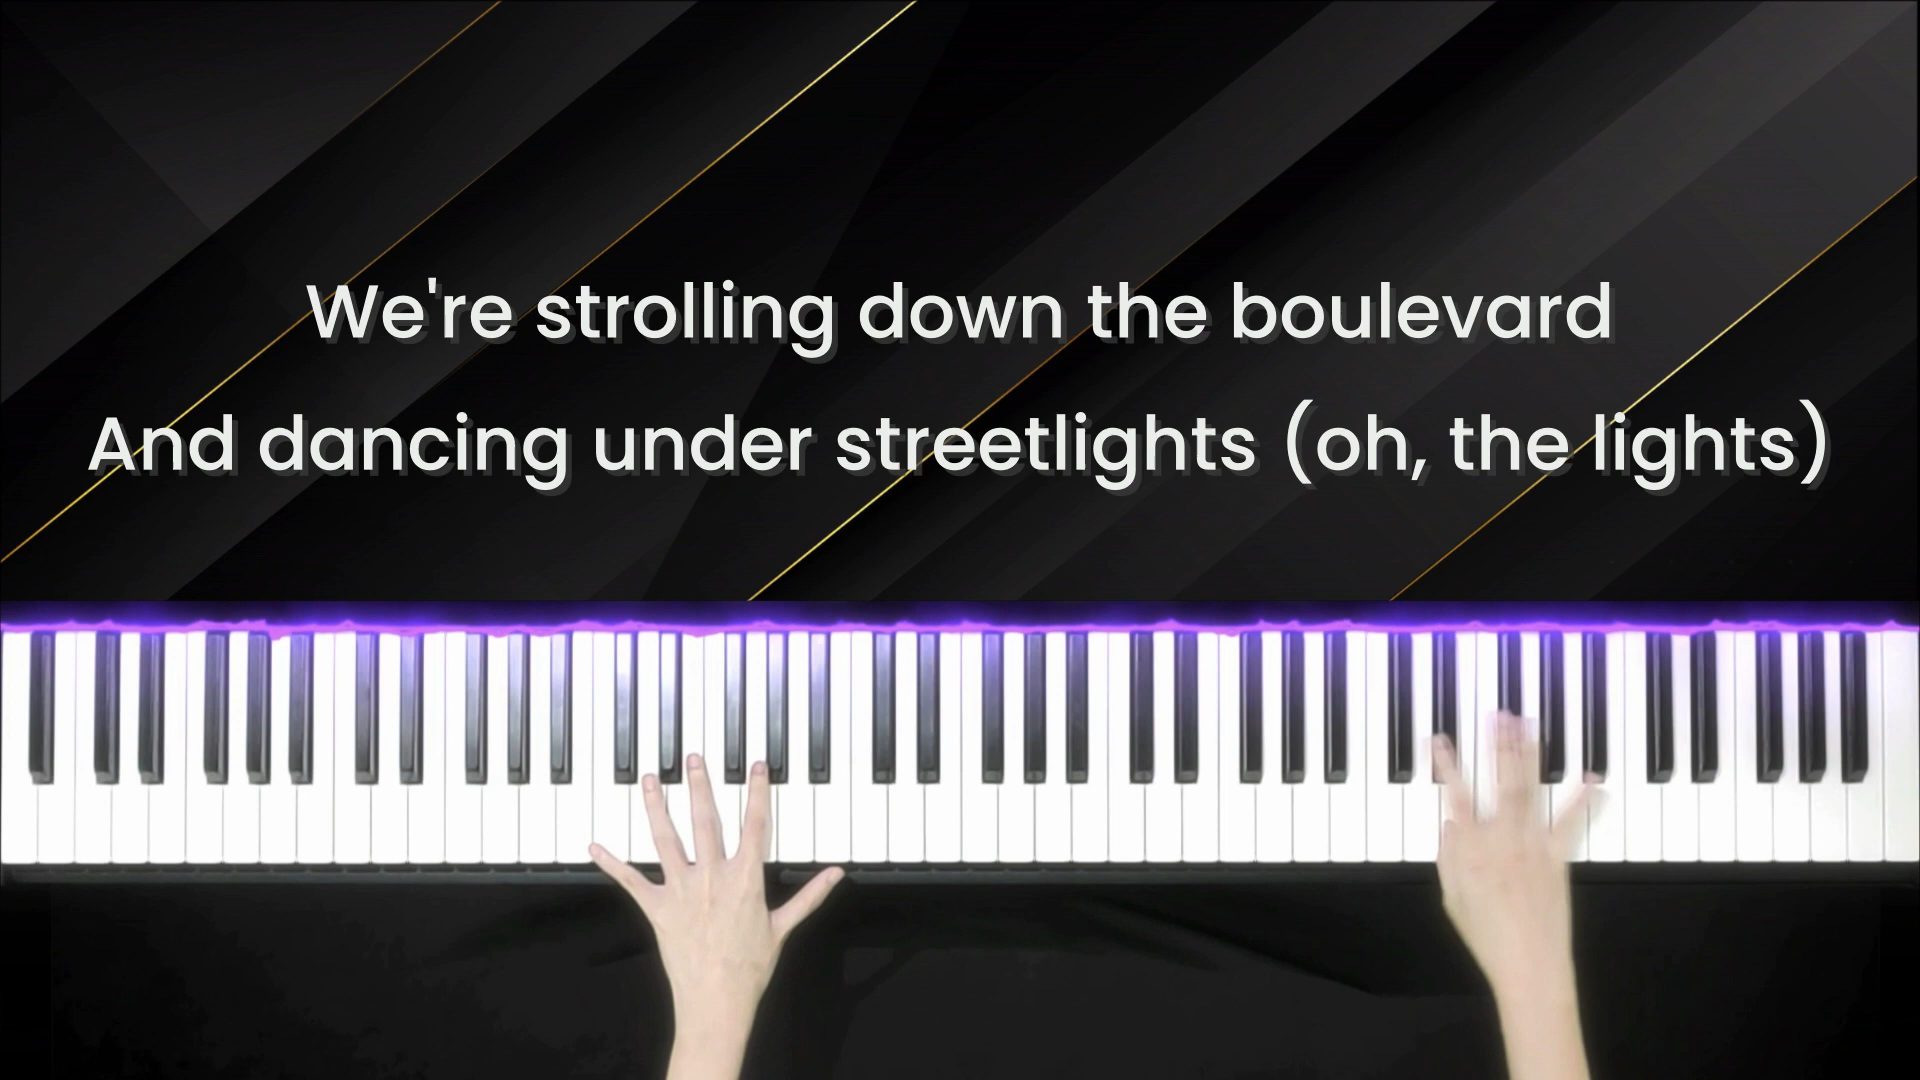 We're strolling down the boulevard
And dancing under streetlights (oh, the lights)